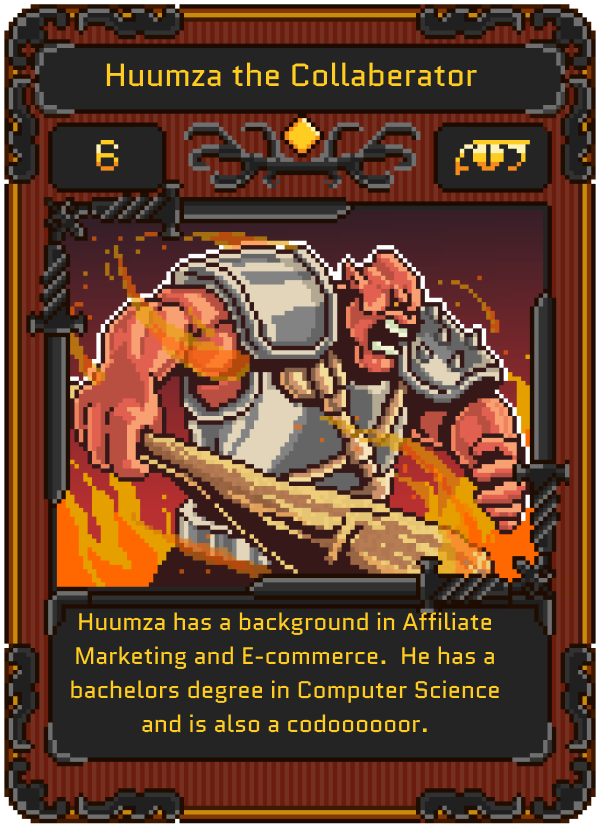 Huumza the Collaberator
6
Huumza has a background in Affiliate
Marketing and E-commerce.  He has a
bachelors degree in Computer Science
and is also a codooooooor.